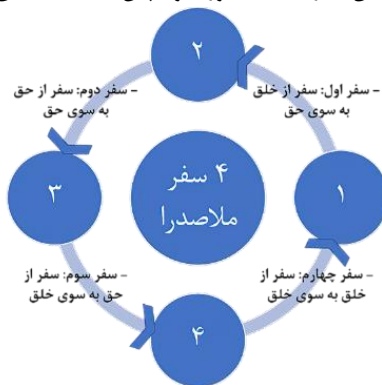 ۲
- سفر اول: سفر از خلق
به سوی حق
- سفر دوم: سفر از حق
به سوی حق
۱
۴ سفر
ملاصدرا
۳
- سفر چهارم: سفر از
خلق به سوی خلق
- سفر سوم: سفر از
حق به سوی خلق
۴